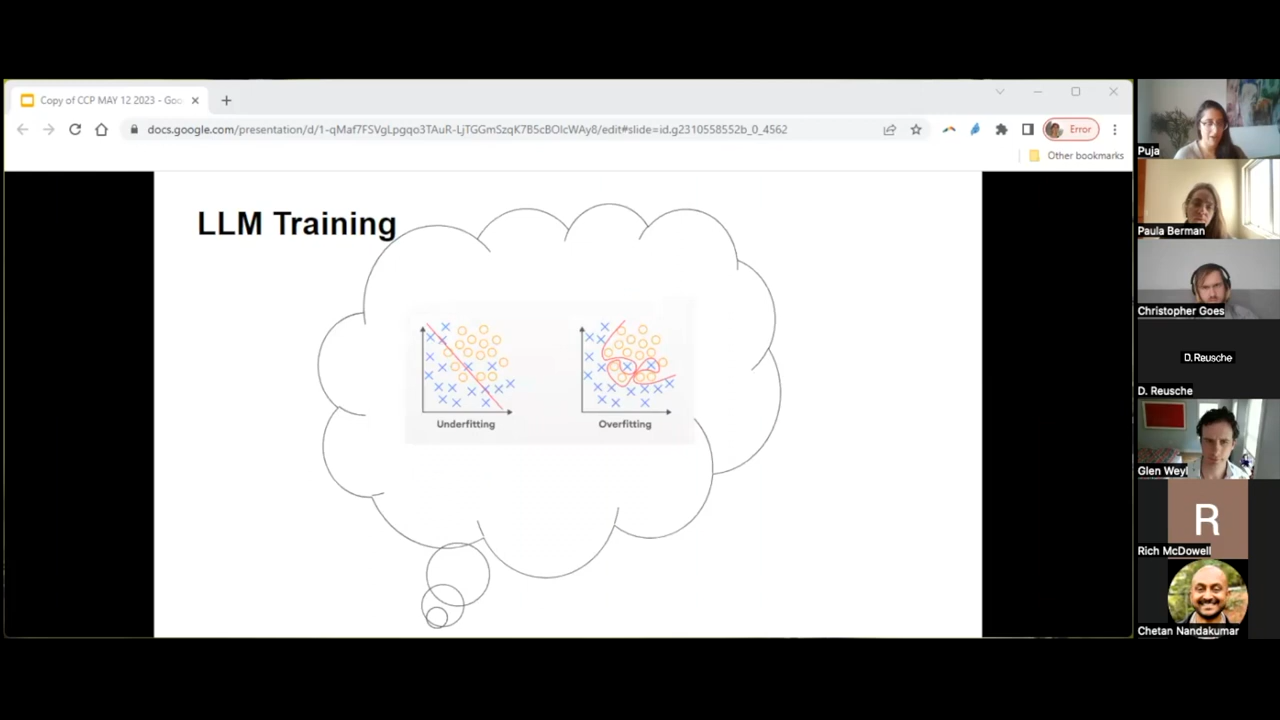 Copy of CCP MAY 12 2023 - Goo
docs.google.com/presentation/d/1-qMaf7FSVgLpgqo3TAuR-LjTGGmSzqK7B5cBOlcWAy8/edit#slide=id.g2310558552b_0_4562
Error
Other bookmarks
LLM Training
Underfitting
Overfitting
Puja
Paula Berman
Christopher Goes
D. Reusche
D. Reusche
Glen Weyl
R
Rich McDowell
Chetan Nandakumar